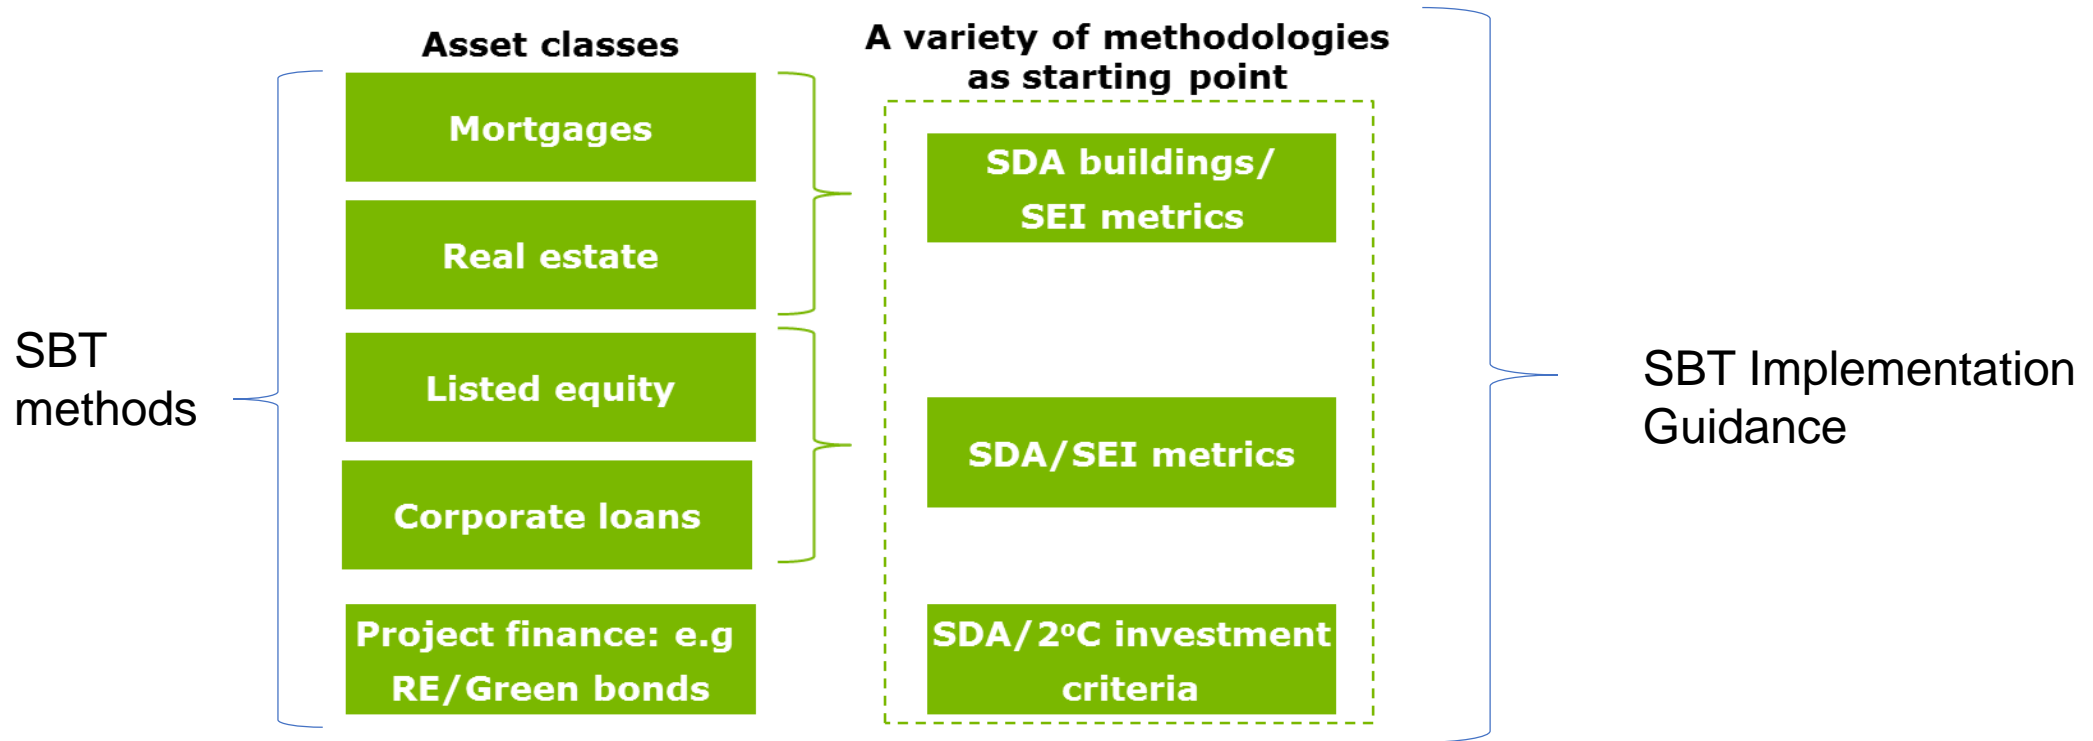 Asset classes
A variety of methodologies
as starting point
SBT
methods
Mortgages
Real estate
Listed equity
Corporate loans
Project finance: e.g
RE/Green bonds
SDA buildings/
SEI metrics
SDA/SEI metrics
SDA/2ºC investment
criteria
SBT Implementation
Guidance